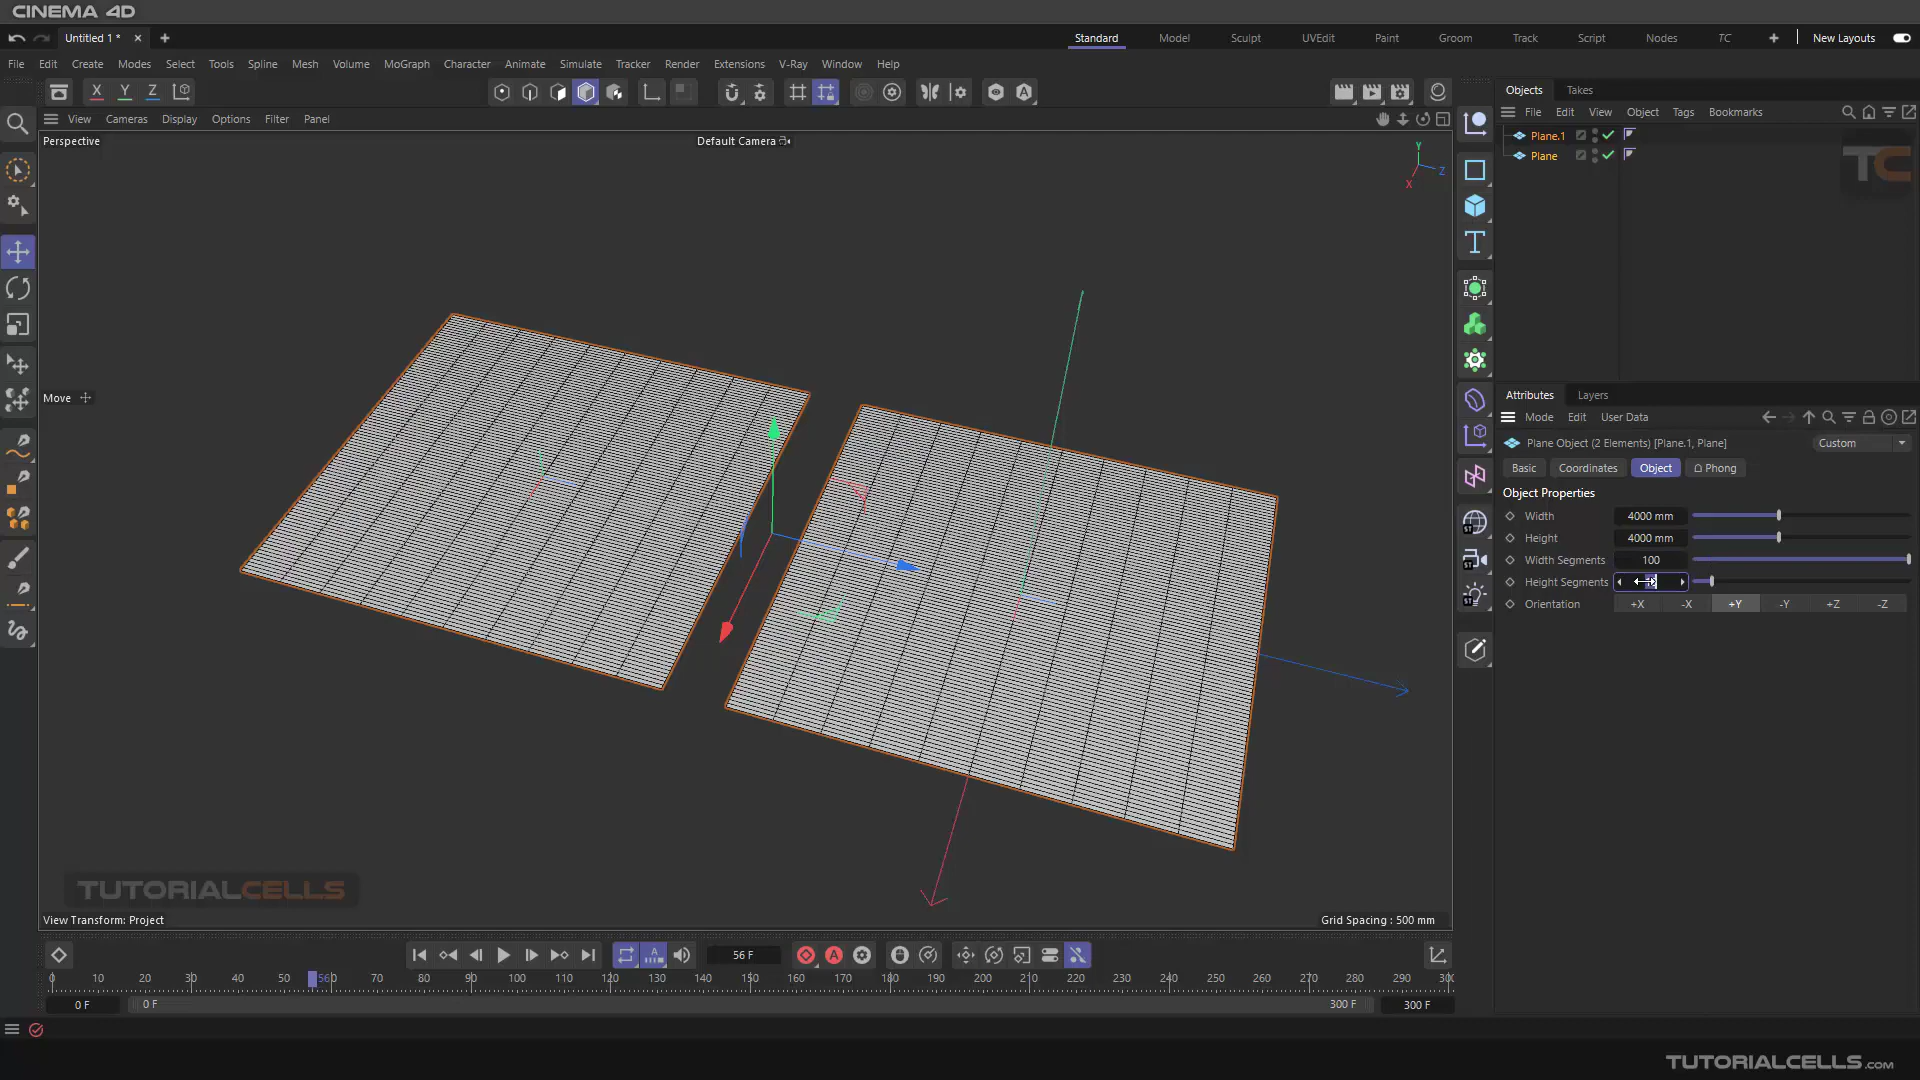 CINEMA 4D
Untitled 1 *
Standard
Model
Sculpt
UVEdit
Paint
Groom
Track
Script
Nodes
TC
New Layouts
File Edit Create Modes Select Tools Spline Mesh Volume MoGraph Character Animate Simulate Tracker Render Extensions V-Ray Window Help
X Y Z
View Cameras Display Options Filter Panel
Perspective
Default Camera
Y
Z
X
Move
TUTORIALCELLS
View Transform: Project
Grid Spacing : 500 mm
Objects Takes
File Edit View Object Tags Bookmarks
Plane.1
Plane
TC
Attributes Layers
Mode Edit User Data
Plane Object (2 Elements) [Plane.1, Plane]
Custom
Basic Coordinates Object Phong
Object Properties
Width 4000 mm
Height 4000 mm
Width Segments 100
Height Segments
Orientation +X -X +Y -Y +Z -Z
56 F
0 10 20 30 40 50 56 60 70 80 90 100 110 120 130 140 150 160 170 180 190 200 210 220 230 240 250 260 270 280 290 30
0 F
0 F
300 F
300 F
TUTORIALCELLS.com